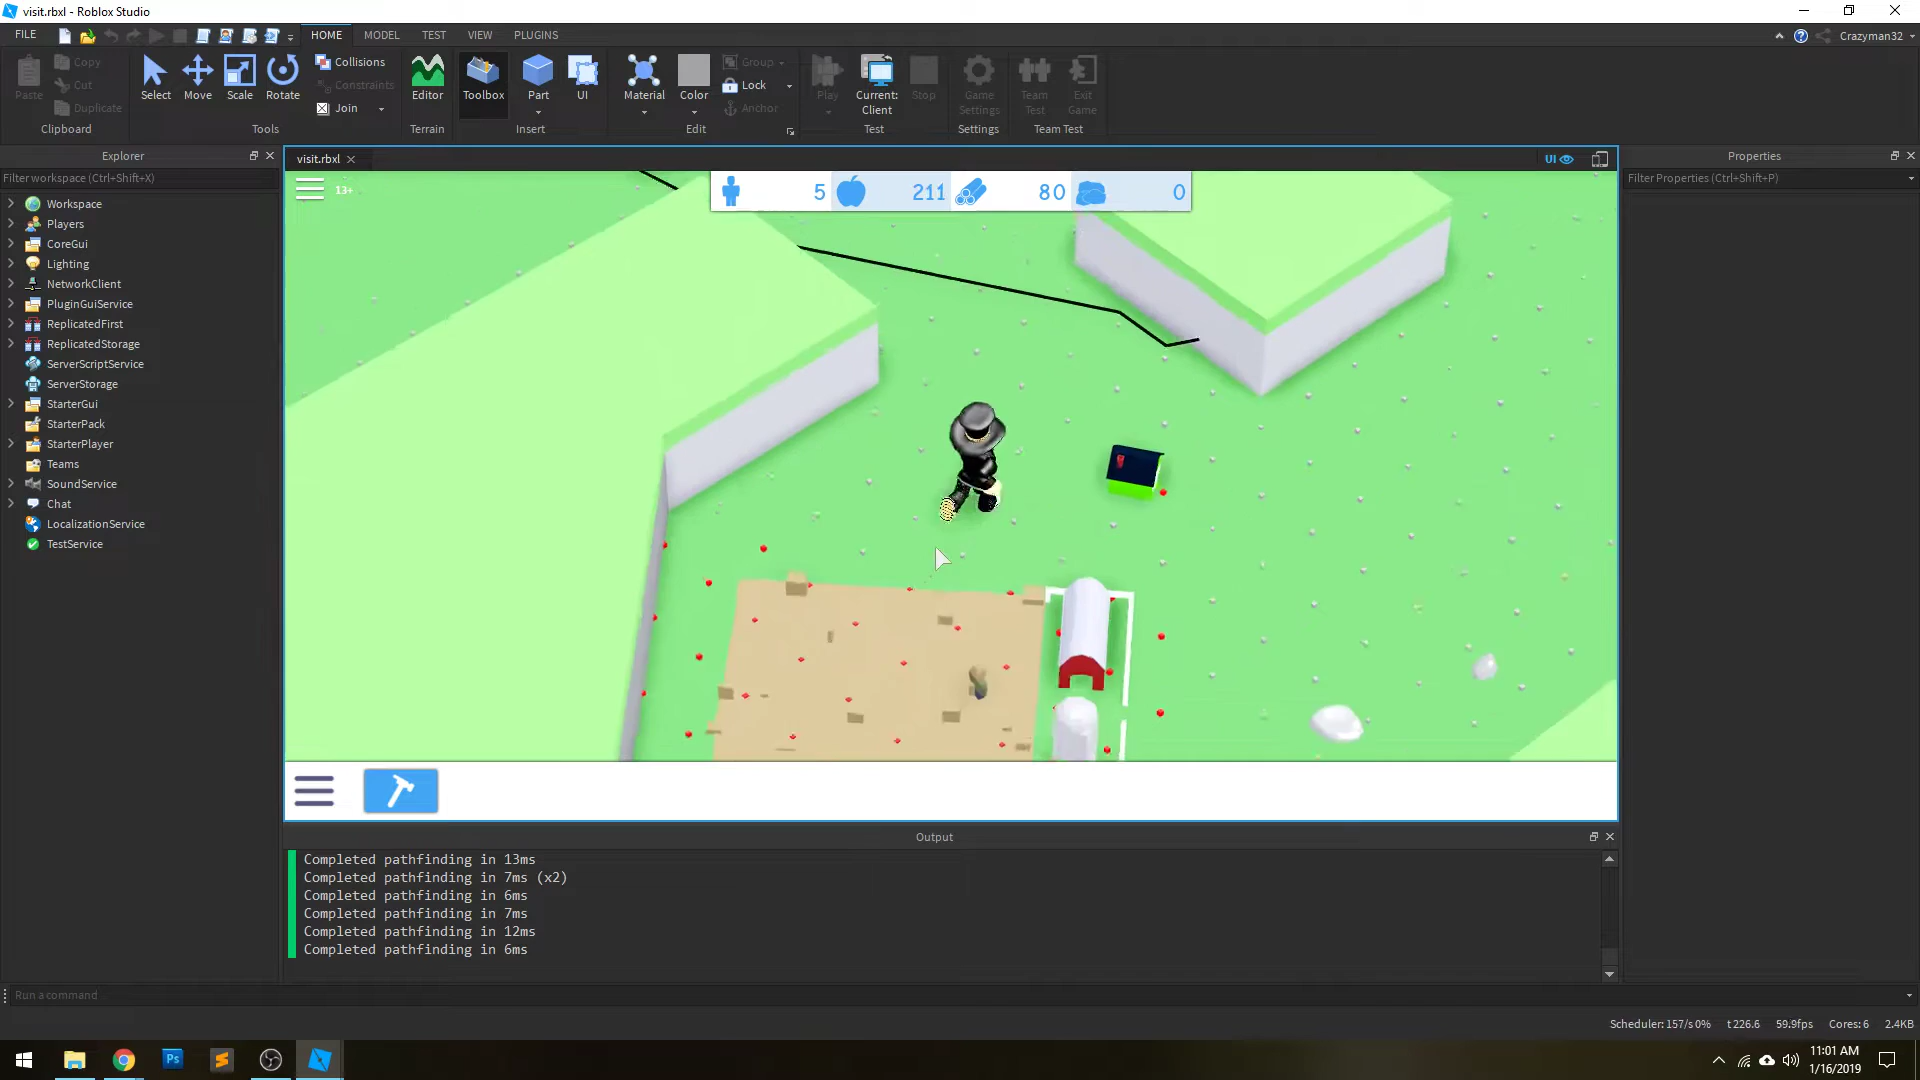 visit.rbxl - Roblox Studio
FILE
HOME
MODEL
TEST
VIEW
PLUGINS
Crazyman32
Paste
Copy
Cut
Duplicate
Clipboard
Select
Move
Scale
Rotate
Collisions
Constraints
Join
Tools
Editor
Terrain
Toolbox
Part
UI
Insert
Material
Color
Group
Lock
Anchor
Edit
Play
Current:
Client
Stop
Test
Game
Settings
Settings
Team
Test
Exit
Game
Team Test
Explorer
Filter workspace (Ctrl+Shift+X)
Workspace
Players
CoreGui
Lighting
NetworkClient
PluginGuiService
ReplicatedFirst
ReplicatedStorage
ServerScriptService
ServerStorage
StarterGui
StarterPack
StarterPlayer
Teams
SoundService
Chat
LocalizationService
TestService
visit.rbxl
UI
13+
5
211
80
0
Properties
Filter Properties (Ctrl+Shift+P)
Output
Completed pathfinding in 13ms
Completed pathfinding in 7ms (x2)
Completed pathfinding in 6ms
Completed pathfinding in 7ms
Completed pathfinding in 12ms
Completed pathfinding in 6ms
Run a command
Scheduler: 157/s 0%
t 226.6
59.9fps
Cores: 6
2.4KB
Ps
11:01 AM
1/16/2019